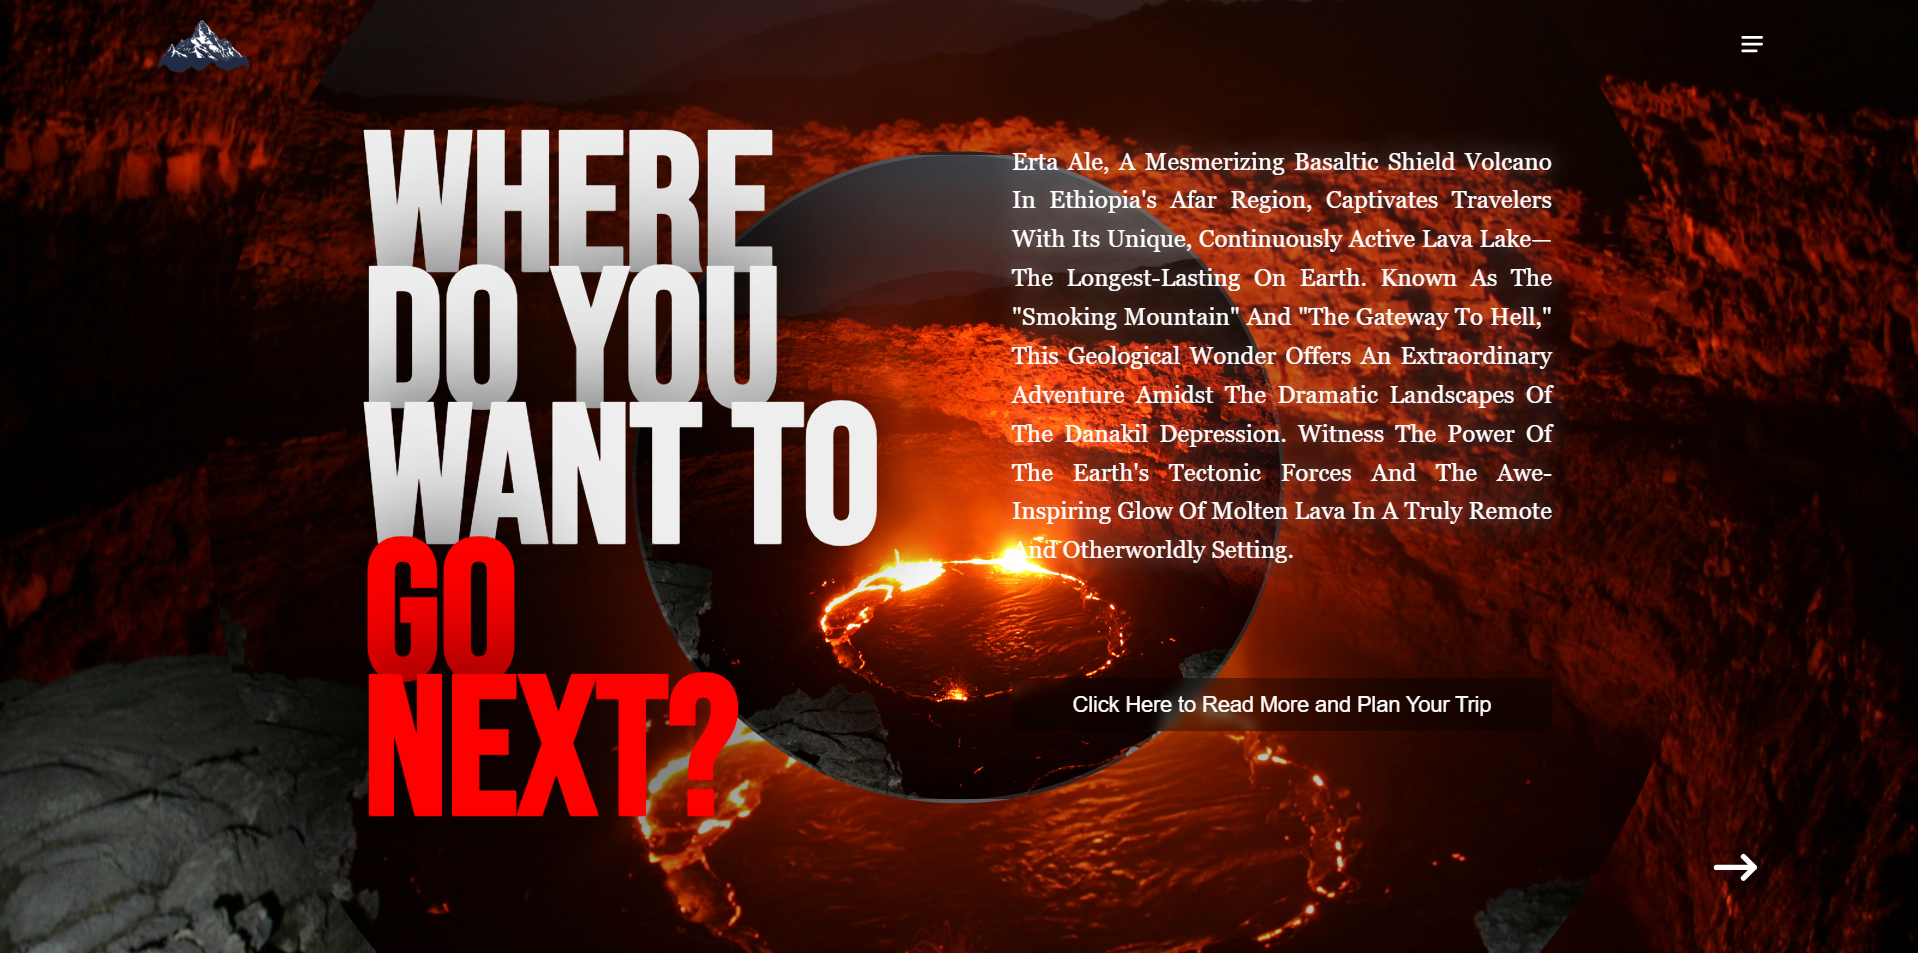 WHERE
DO YOU
WANT TO
GO
NEXT?
Erta Ale, A Mesmerizing Basaltic Shield Volcano
In Ethiopia's Afar Region, Captivates Travelers
With Its Unique, Continuously Active Lava Lake—
The Longest-Lasting On Earth. Known As The
"Smoking Mountain" And "The Gateway To Hell,"
This Geological Wonder Offers An Extraordinary
Adventure Amidst The Dramatic Landscapes Of
The Danakil Depression. Witness The Power Of
The Earth's Tectonic Forces And The Awe-
Inspiring Glow Of Molten Lava In A Truly Remote
And Otherworldly Setting.
Click Here to Read More and Plan Your Trip